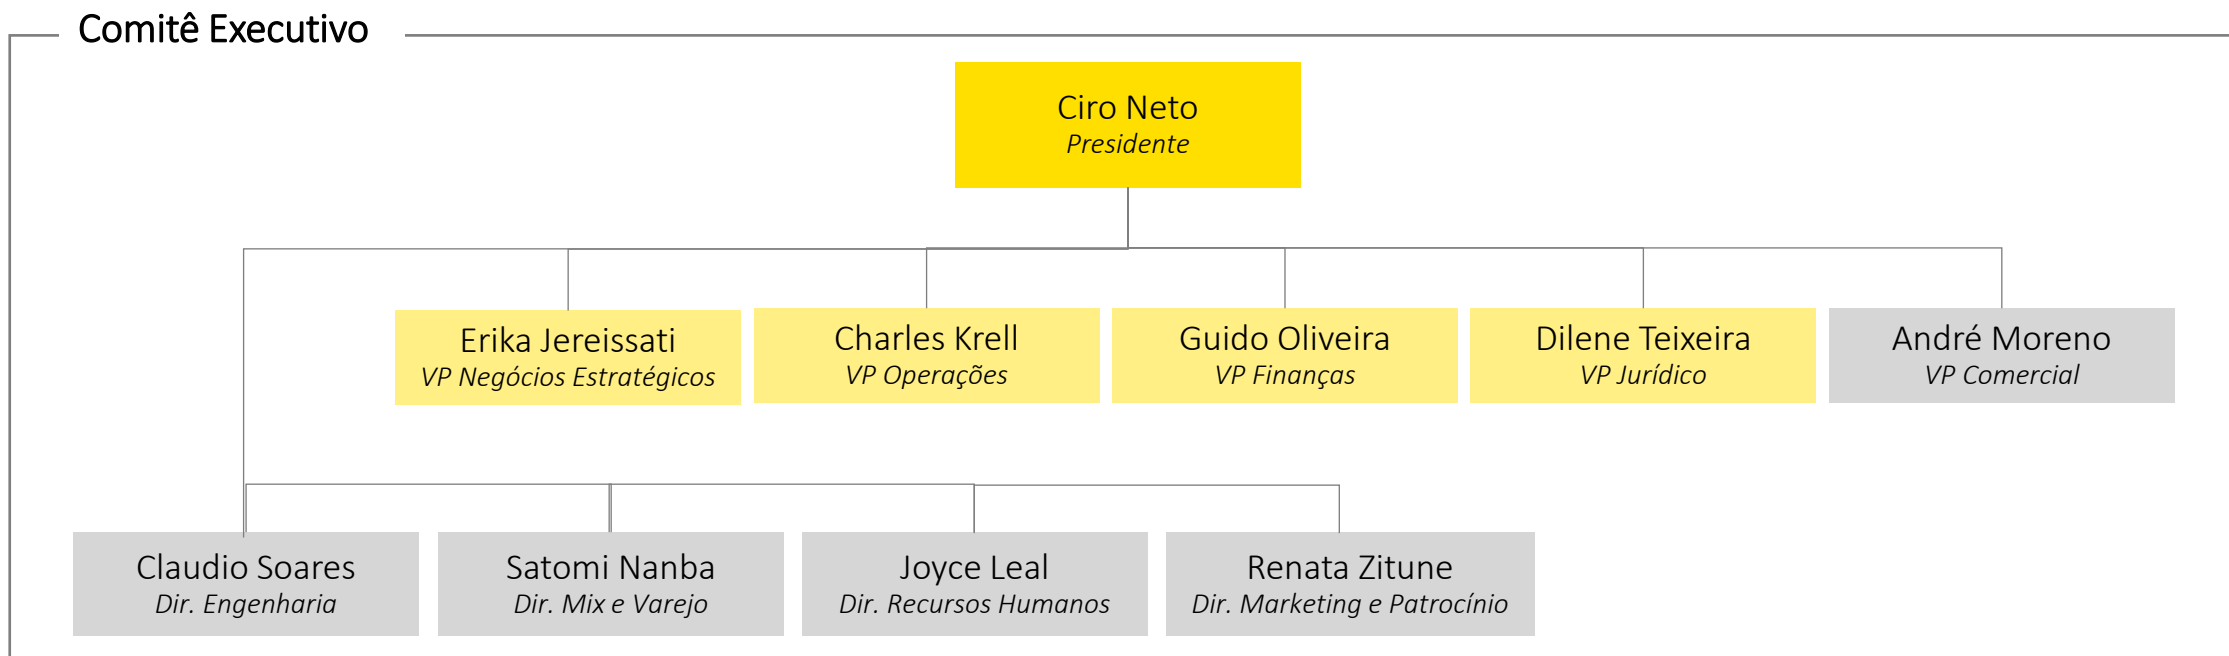 Comitê Executivo
Ciro Neto
Presidente
Erika Jereissati
VP Negócios Estratégicos
Charles Krell
VP Operações
Guido Oliveira
VP Finanças
Dilene Teixeira
VP Jurídico
André Moreno
VP Comercial
Claudio Soares
Dir. Engenharia
Satomi Nanba
Dir. Mix e Varejo
Joyce Leal
Dir. Recursos Humanos
Renata Zitune
Dir. Marketing e Patrocínio